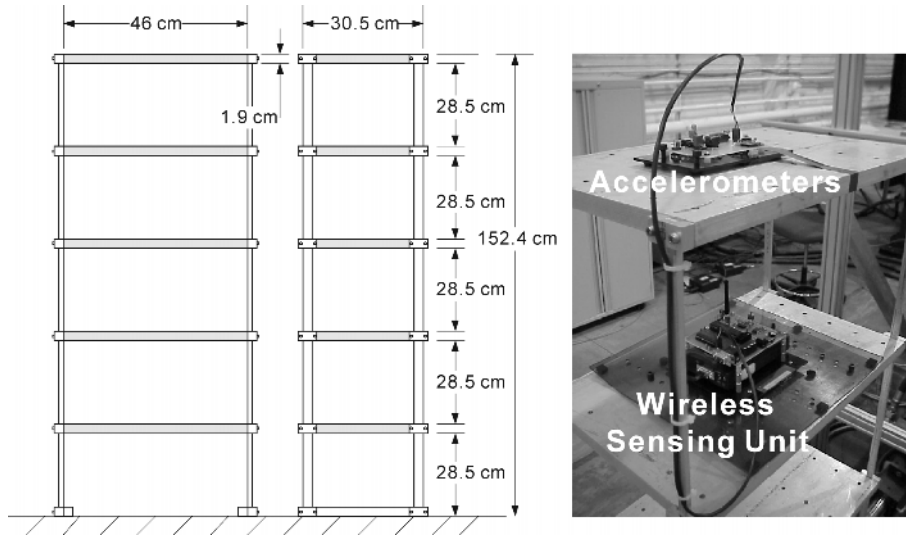 46 cm
30.5 cm
1.9 cm
28.5 cm
28.5 cm
28.5 cm
28.5 cm
28.5 cm
152.4 cm
Accelerometers
Wireless
Sensing Unit